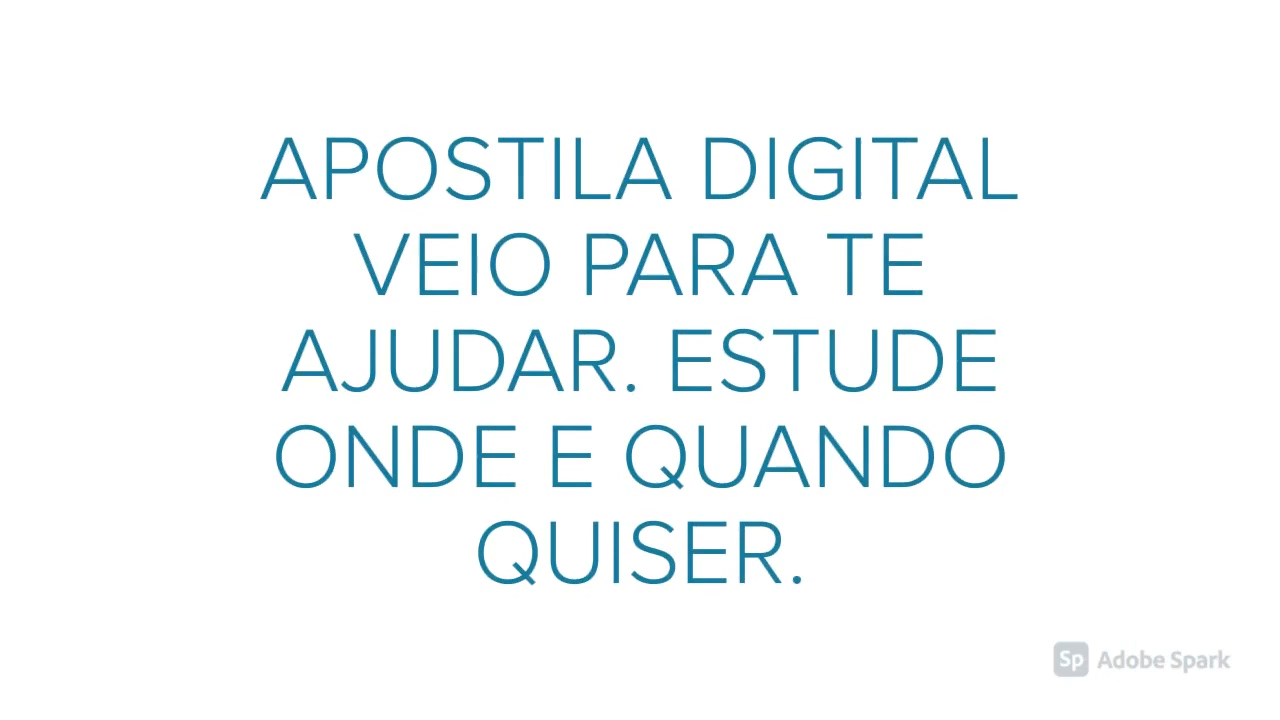 APOSTILA DIGITAL
VEIO PARA TE
AJUDAR. ESTUDE
ONDE E QUANDO
QUISER.
Sp Adobe Spark